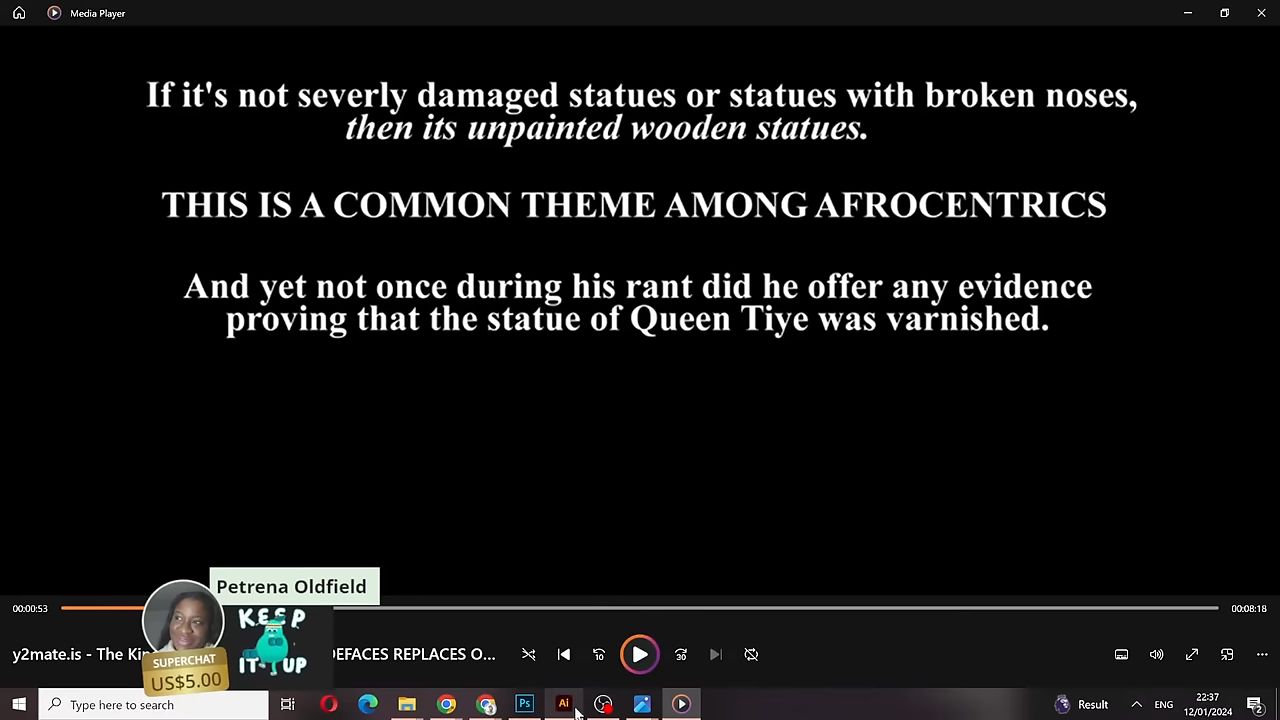 Media Player
If it's not severly damaged statues or statues with broken noses,
then its unpainted wooden statues.
THIS IS A COMMON THEME AMONG AFROCENTRICS
And yet not once during his rant did he offer any evidence
proving that the statue of Queen Tiye was varnished.
Petrena Oldfield
KEEP
IT UP
SUPERCHAT
US$5.00
00:00:53
00:08:18
y2mate.is - The Kin
DEFACES REPLACES O...
10
30
Type here to search
Ps
Ai
Result
ENG
22:37
12/01/2024
2